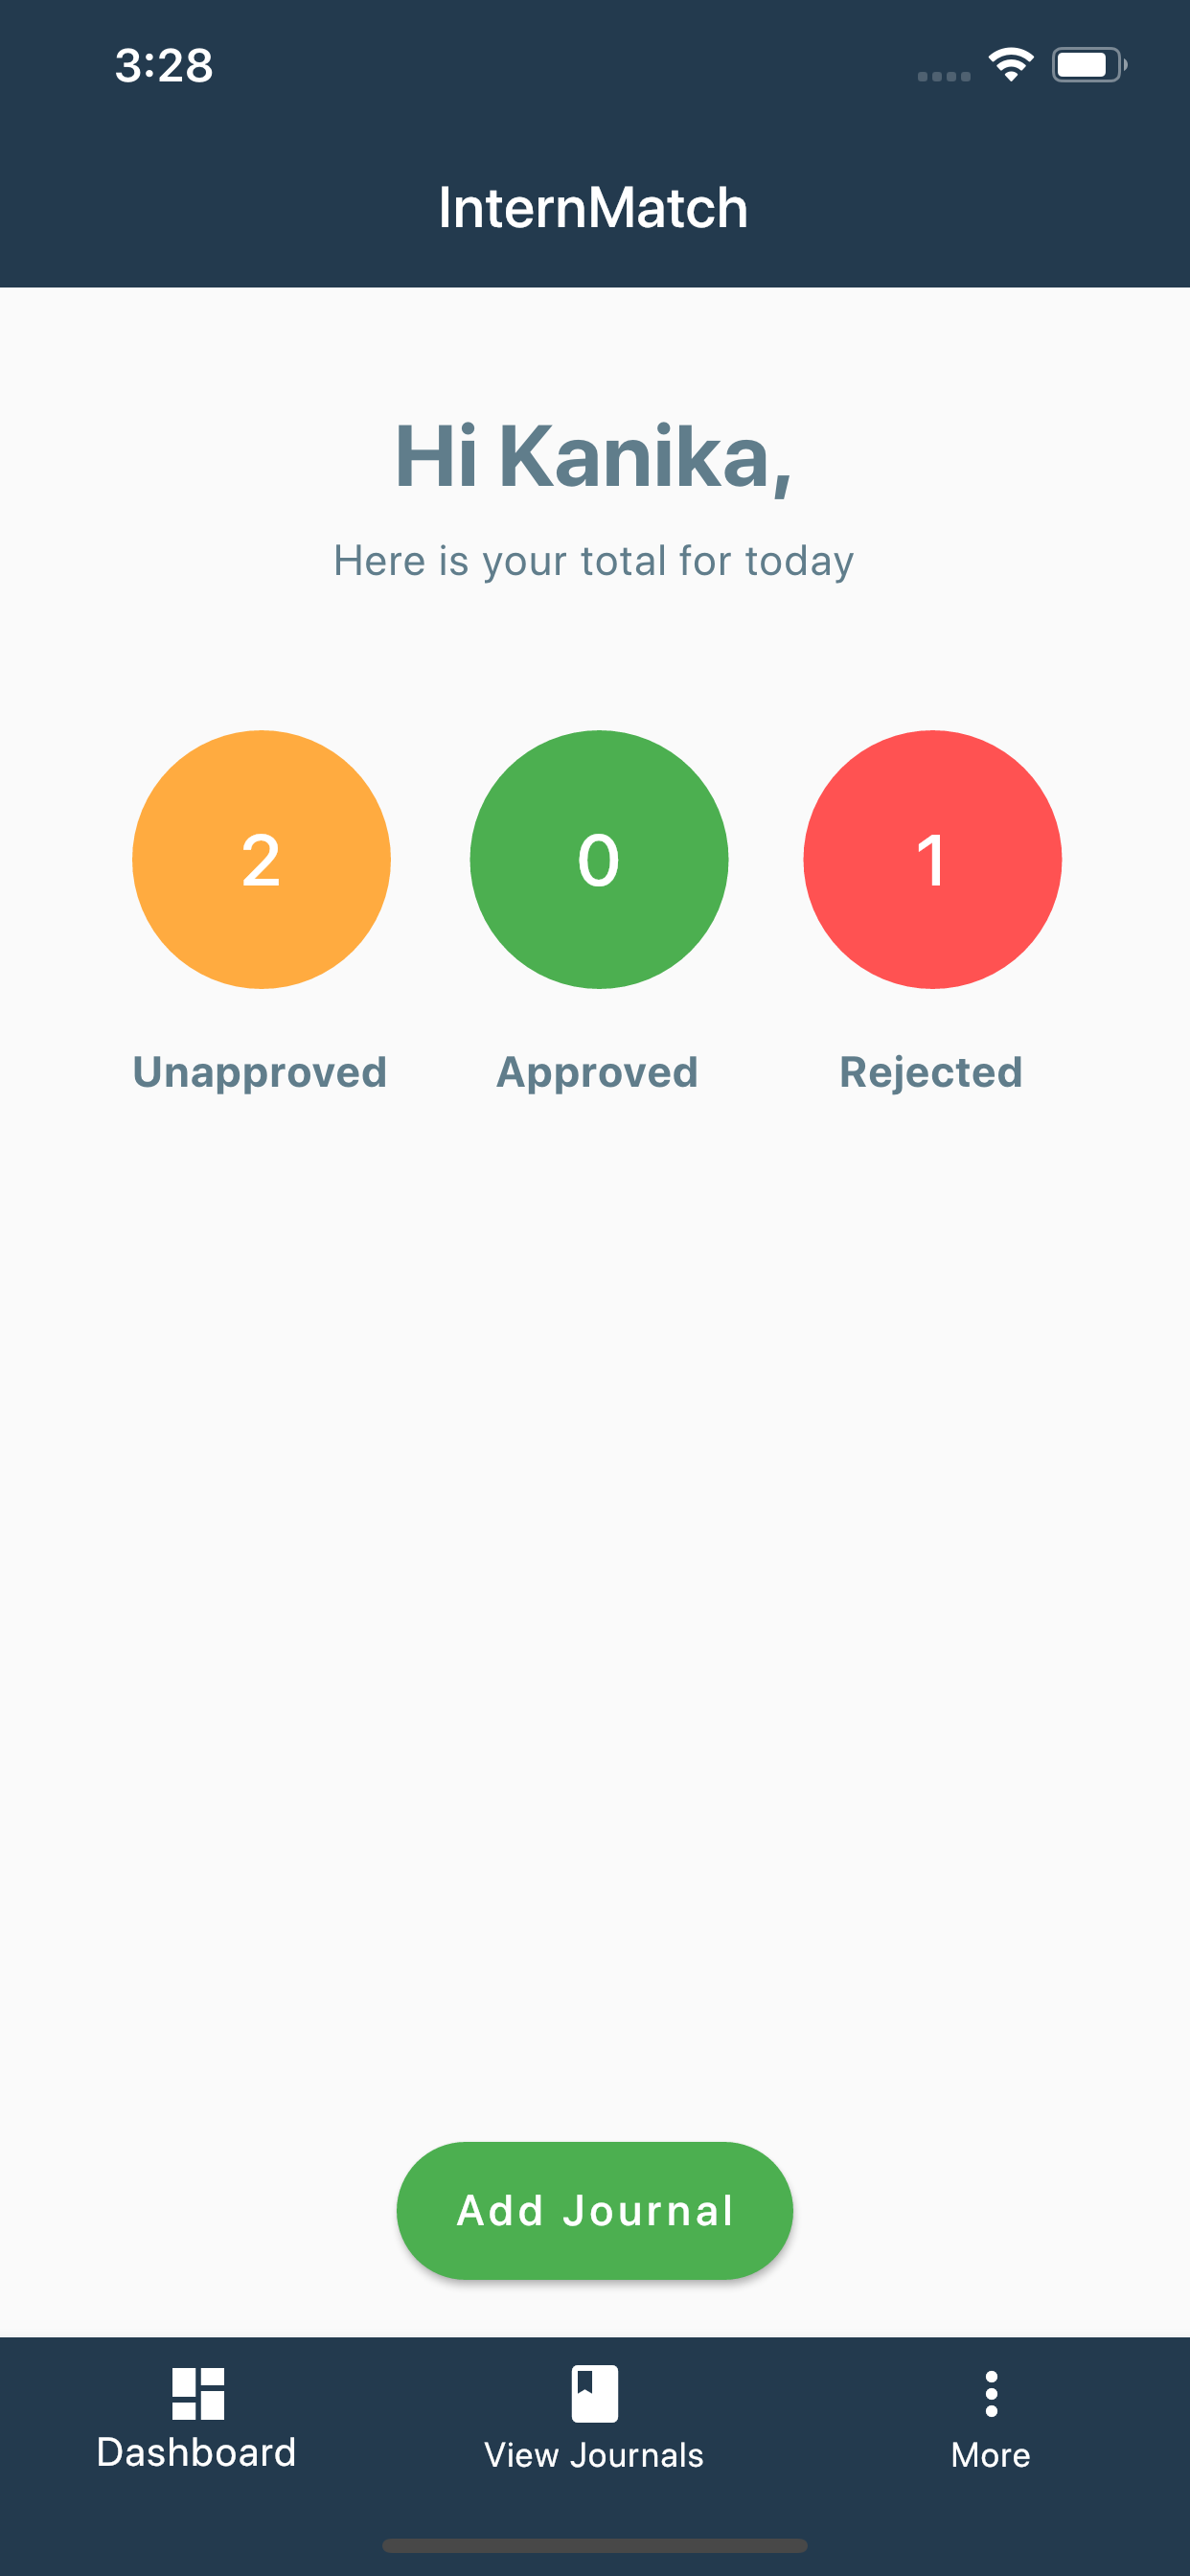 3:28
InternMatch
Hi Kanika,
Here is your total for today
2 0 1
Unapproved Approved Rejected
Add Journal
Dashboard View Journals More